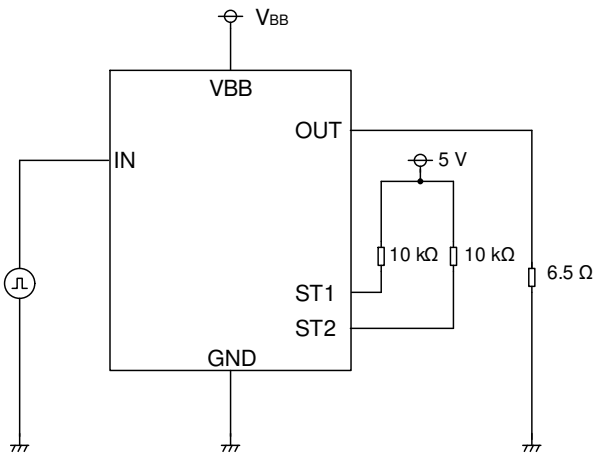 VBB
VBB
OUT
IN
5 V
10 kΩ
10 kΩ
6.5 Ω
ST1
ST2
GND